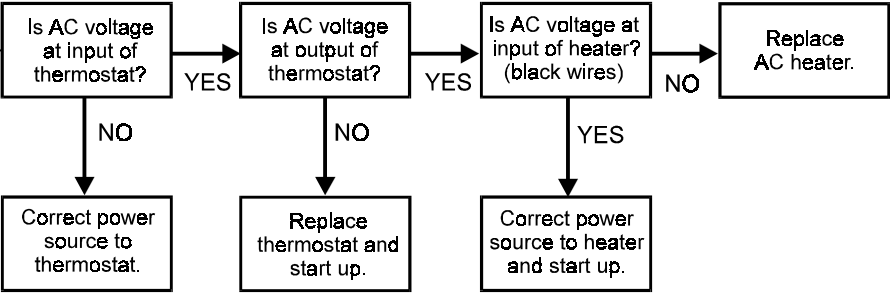 Is AC voltage
at input of
thermostat?
YES
NO
Correct power
source to
thermostat.
Is AC voltage
at output of
thermostat?
YES
NO
Replace
thermostat and
start up.
Is AC voltage at
input of heater?
(black wires)
NO
YES
Correct power
source to heater
and start up.
Replace
AC heater.